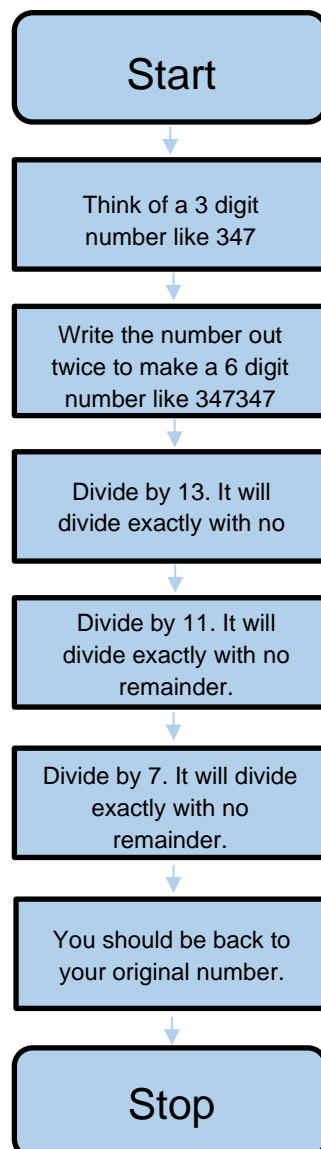 Start
Think of a 3 digit
number like 347
Write the number out
twice to make a 6 digit
number like 347347
Divide by 13. It will
divide exactly with no
Divide by 11. It will
divide exactly with no
remainder.
Divide by 7. It will divide
exactly with no
remainder.
You should be back to
your original number.
Stop